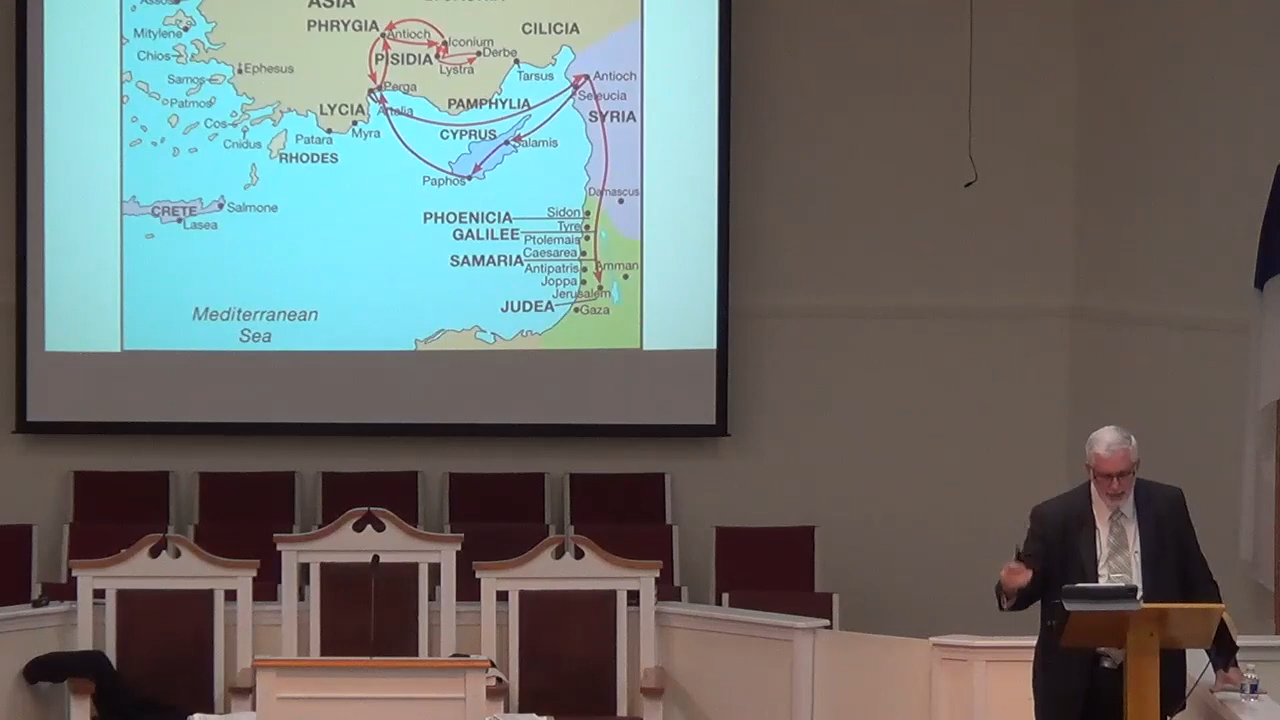 ASIA
Assos
PHRYGIA
Antioch
CILICIA
Mitylene
Iconium
Derbe
Chios
PISIDIA
Lystra
Ephesus
Tarsus
Antioch
Samos
Perga
Seleucia
Patmos
LYCIA
Attalia
PAMPHYLIA
SYRIA
Cos
Myra
CYPRUS
Cnidus
Patara
Salamis
RHODES
Paphos
Damascus
CRETE
Salmone
PHOENICIA
Sidon
Lasea
Tyre
GALILEE
Ptolemais
SAMARIA
Caesarea
Antipatris
Amman
Joppa
Jerusalem
JUDEA
Gaza
Mediterranean
Sea